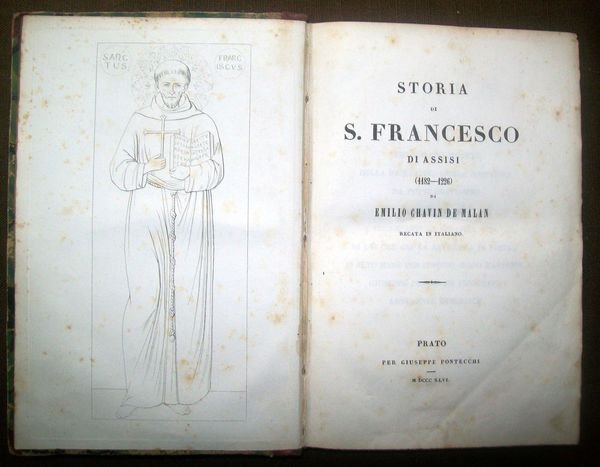 SANC
TUS
FRANC
ISCVS
STORIA
DI
S. FRANCESCO
DI ASSISI
(1182—1226)
DI
EMILIO CHAVIN DE MALAN
RECATA IN ITALIANO
PRATO
PER GIUSEPPE PONTECCHI
M DCCC XLVI.